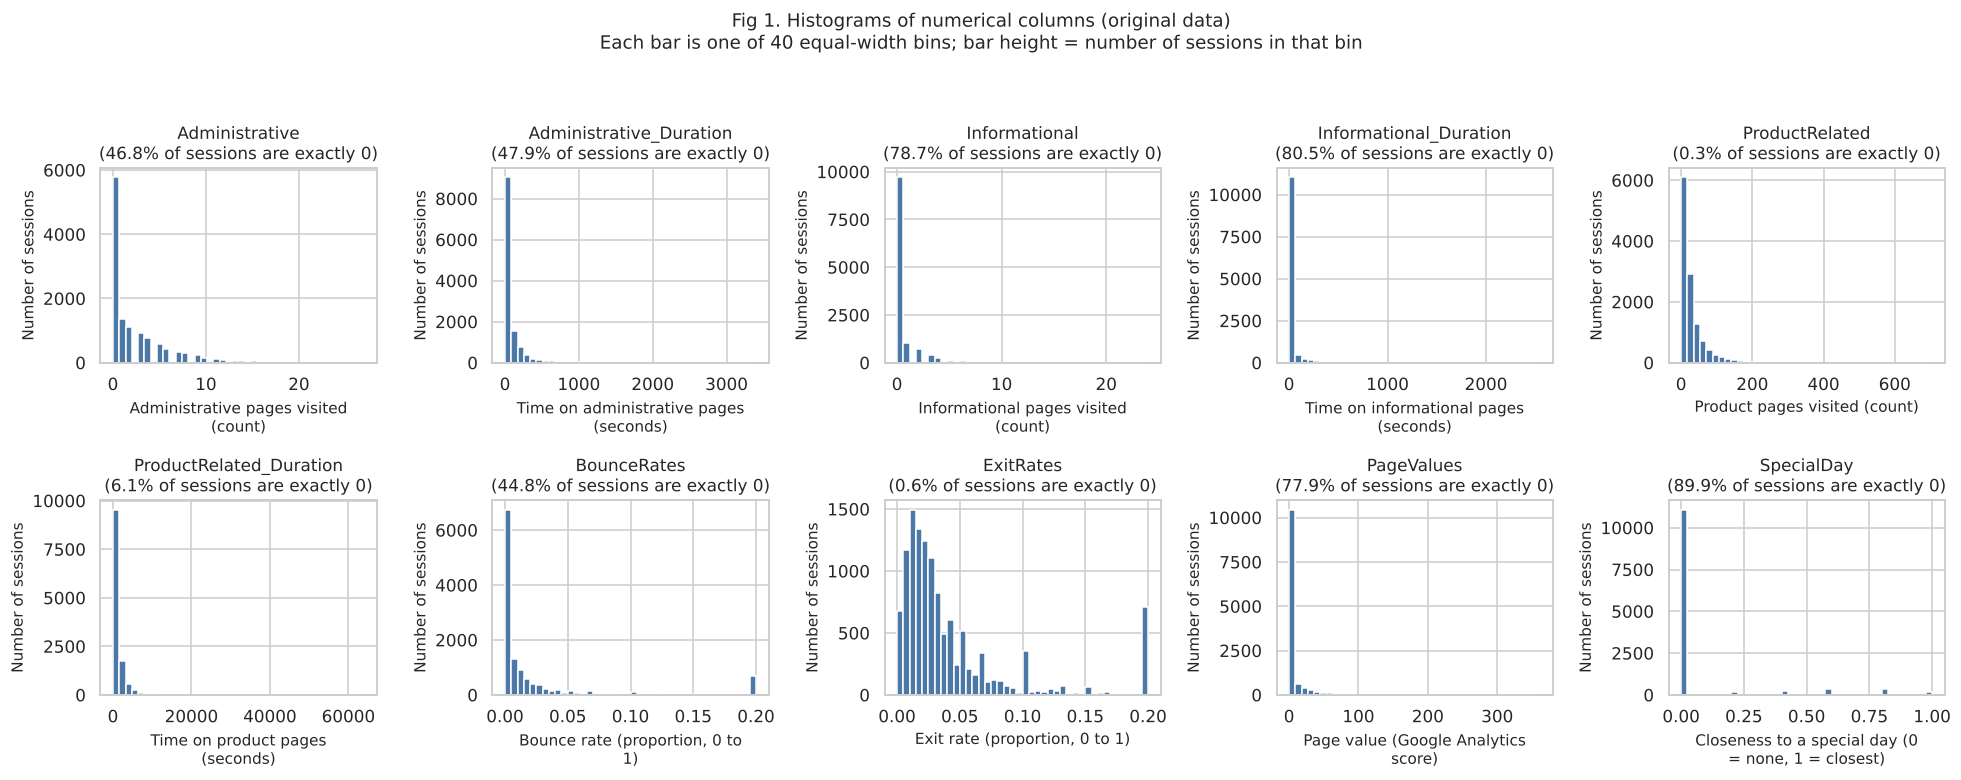 Fig 1. Histograms of numerical columns (original data)
Each bar is one of 40 equal-width bins; bar height = number of sessions in that bin
Administrative
(46.8% of sessions are exactly 0)
Number of sessions
6000
4000
2000
0
0 10 20
Administrative pages visited
(count)
Administrative_Duration
(47.9% of sessions are exactly 0)
Number of sessions
8000
6000
4000
2000
0
0 1000 2000 3000
Time on administrative pages
(seconds)
Informational
(78.7% of sessions are exactly 0)
Number of sessions
10000
7500
5000
2500
0
0 10 20
Informational pages visited
(count)
Informational_Duration
(80.5% of sessions are exactly 0)
Number of sessions
10000
7500
5000
2500
0
0 1000 2000
Time on informational pages
(seconds)
ProductRelated
(0.3% of sessions are exactly 0)
Number of sessions
6000
4000
2000
0
0 200 400 600
Product pages visited (count)
ProductRelated_Duration
(6.1% of sessions are exactly 0)
Number of sessions
10000
7500
5000
2500
0
0 20000 40000 60000
Time on product pages
(seconds)
BounceRates
(44.8% of sessions are exactly 0)
Number of sessions
6000
4000
2000
0
0.00 0.05 0.10 0.15 0.20
Bounce rate (proportion, 0 to
1)
ExitRates
(0.6% of sessions are exactly 0)
Number of sessions
1500
1000
500
0
0.00 0.05 0.10 0.15 0.20
Exit rate (proportion, 0 to 1)
PageValues
(77.9% of sessions are exactly 0)
Number of sessions
10000
7500
5000
2500
0
0 100 200 300
Page value (Google Analytics
score)
SpecialDay
(89.9% of sessions are exactly 0)
Number of sessions
10000
7500
5000
2500
0
0.00 0.25 0.50 0.75 1.00
Closeness to a special day (0
= none, 1 = closest)